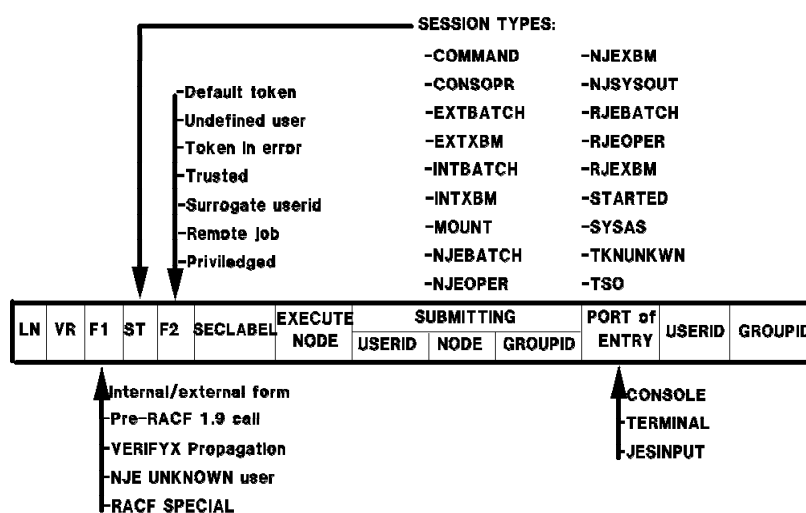 SESSION TYPES:
-COMMAND
-CONSOPR
-EXTBATCH
-EXTXBM
-INTBATCH
-INTXBM
-MOUNT
-NJEBATCH
-NJEOPER
-NJEXBM
-NJSYSOUT
-RJEBATCH
-RJEOPER
-RJEXBM
-STARTED
-SYSAS
-TKNUNKWN
-TSO
-Default token
-Undefined user
-Token in error
-Trusted
-Surrogate userid
-Remote job
-Priviledged
LN VR F1 ST F2 SECLABEL
EXECUTE
NODE
SUBMITTING
USERID NODE GROUPID
PORT of
ENTRY
USERID GROUPID
Internal/external form
-Pre-RACF 1.9 call
-VERIFYX Propagation
-NJE UNKNOWN user
-RACF SPECIAL
-CONSOLE
-TERMINAL
-JESINPUT